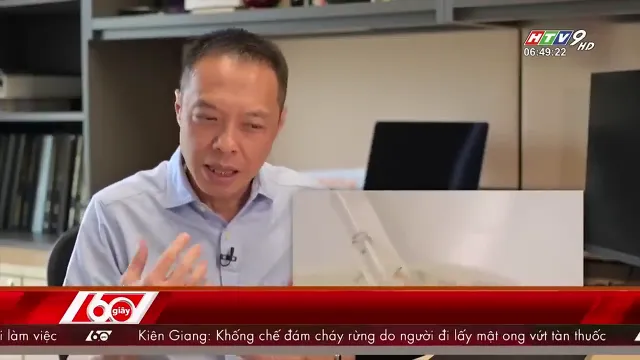 HTV9 HD
06:49:22
60 giây
i làm việc 60 Kiên Giang: Khống chế đám cháy rừng do người đi lấy mật ong vứt tàn thuốc